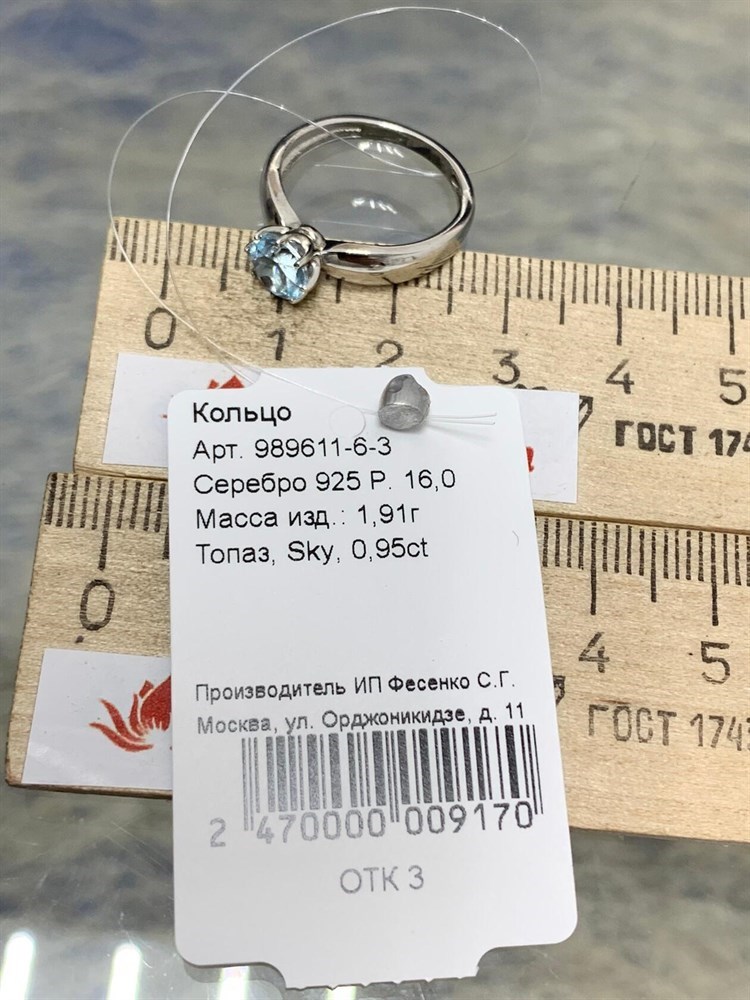 0 1 2 3 4 5
ГОСТ 174
Кольцо
Арт. 989611-6-3
Серебро 925 Р. 16,0
Масса изд.: 1,91г
Топаз, Sky, 0,95ct
0 4 5
ГОСТ 174
Производитель ИП Фесенко С.Г.
Москва, ул. Орджоникидзе, д. 11
2 470000 009170
ОТК 3